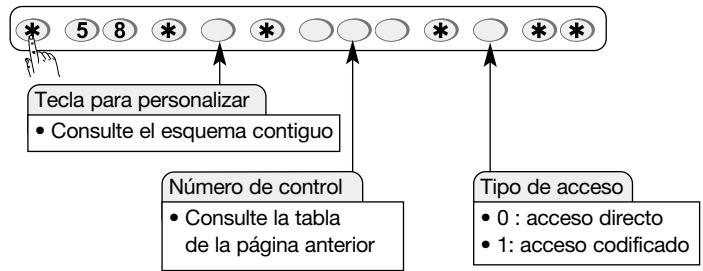 * 5 8 * * * * *
Tecla para personalizar
• Consulte el esquema contiguo
Número de control
• Consulte la tabla
de la página anterior
Tipo de acceso
• 0 : acceso directo
• 1: acceso codificado